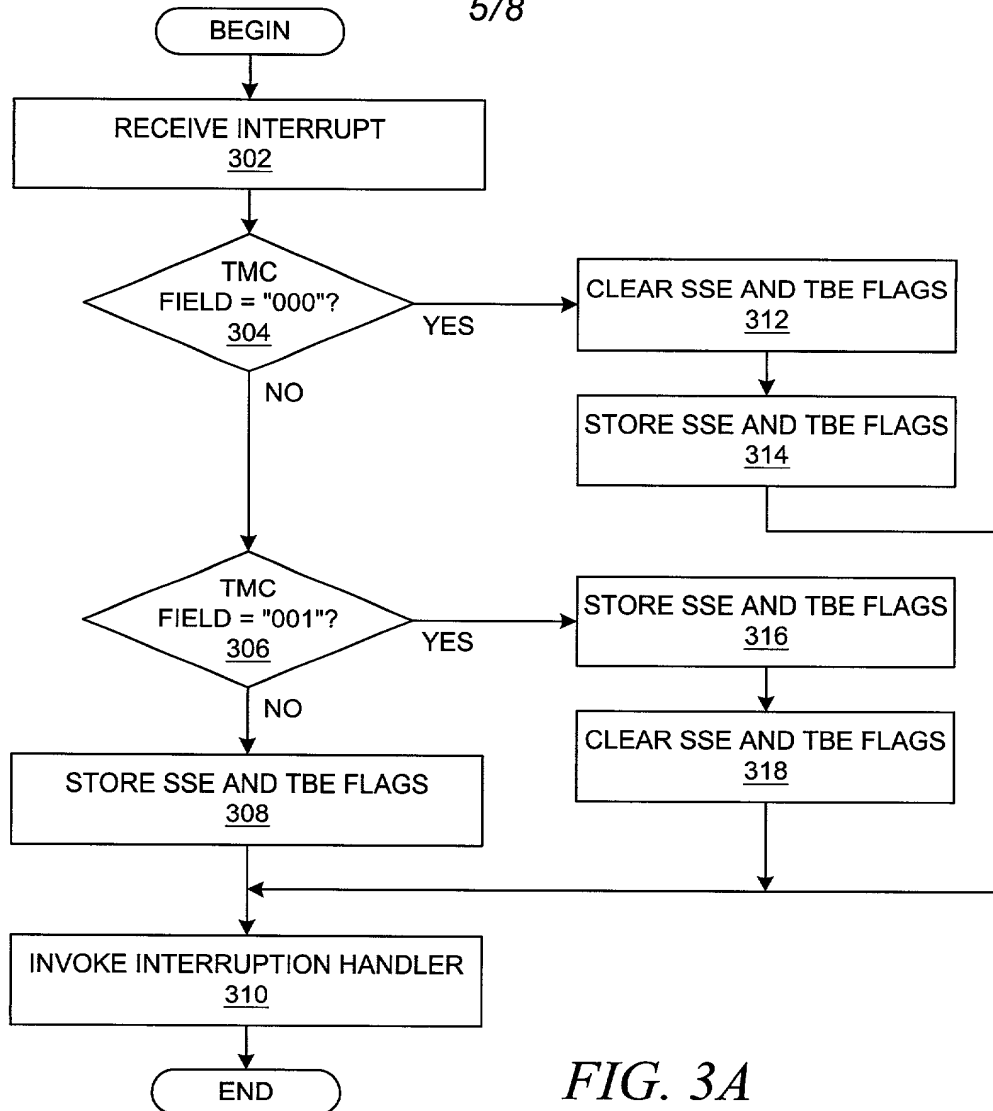 5/8
BEGIN
RECEIVE INTERRUPT
302
TMC
FIELD = "000"?
304
YES
NO
CLEAR SSE AND TBE FLAGS
312
STORE SSE AND TBE FLAGS
314
TMC
FIELD = "001"?
306
YES
NO
STORE SSE AND TBE FLAGS
316
CLEAR SSE AND TBE FLAGS
318
STORE SSE AND TBE FLAGS
308
INVOKE INTERRUPTION HANDLER
310
END
FIG. 3A